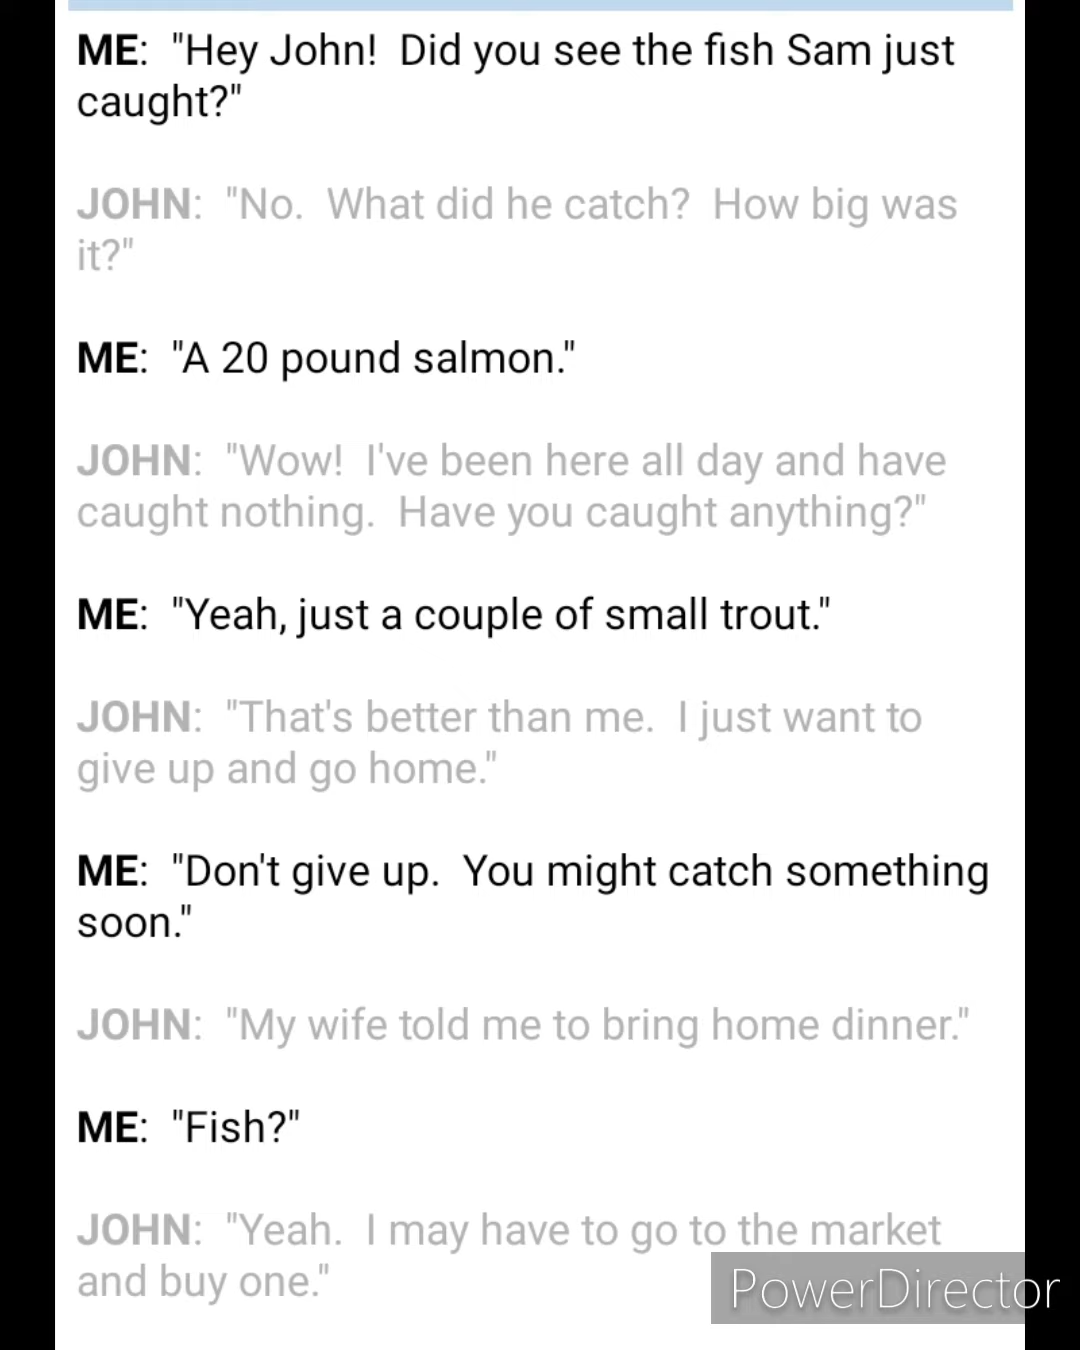 ME:  "Hey John!  Did you see the fish Sam just
caught?"
JOHN:  "No.  What did he catch?  How big was
it?"
ME:  "A 20 pound salmon."
JOHN:  "Wow!  I've been here all day and have
caught nothing.  Have you caught anything?"
ME:  "Yeah, just a couple of small trout."
JOHN:  "That's better than me.  I just want to
give up and go home."
ME:  "Don't give up.  You might catch something
soon."
JOHN:  "My wife told me to bring home dinner."
ME:  "Fish?"
JOHN:  "Yeah.  I may have to go to the market
and buy one."
PowerDirector